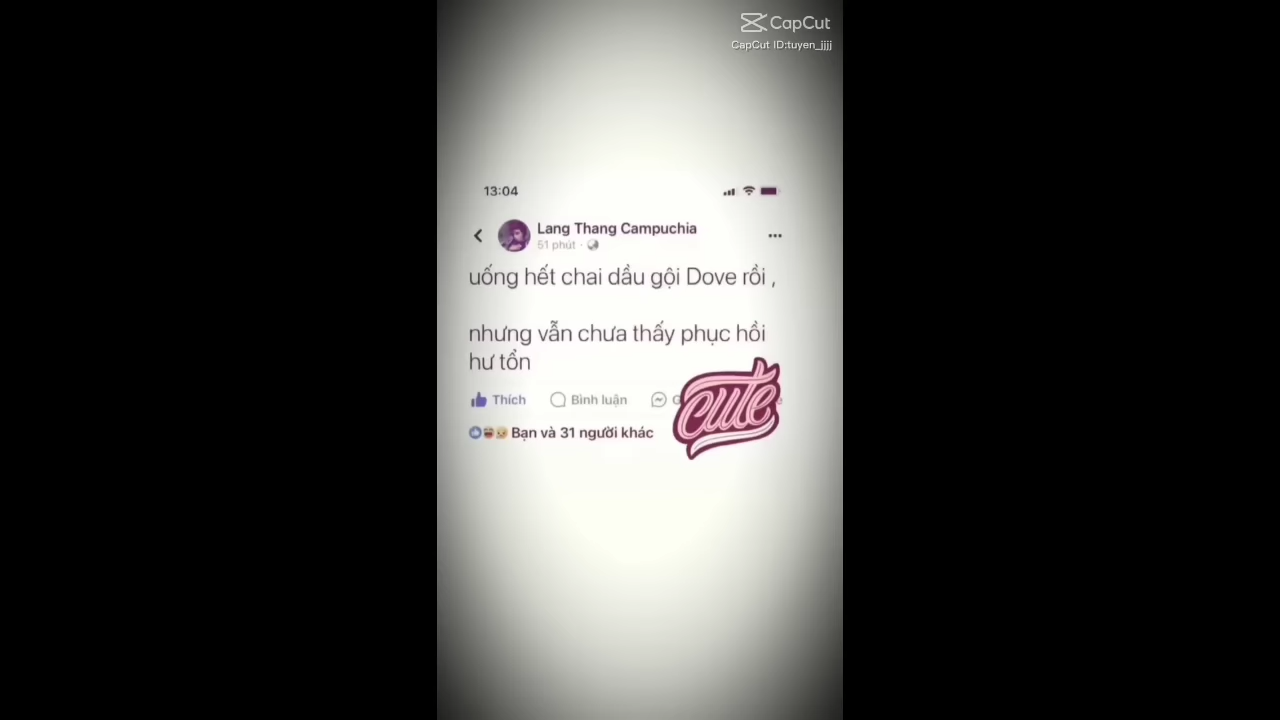 CapCut
CapCut ID:tuyen_jjjj
13:04
Lang Thang Campuchia
51 phút ·
uống hết chai dầu gội Dove rồi ,
nhưng vẫn chưa thấy phục hồi
hư tổn
Thích Bình luận
cute
Bạn và 31 người khác